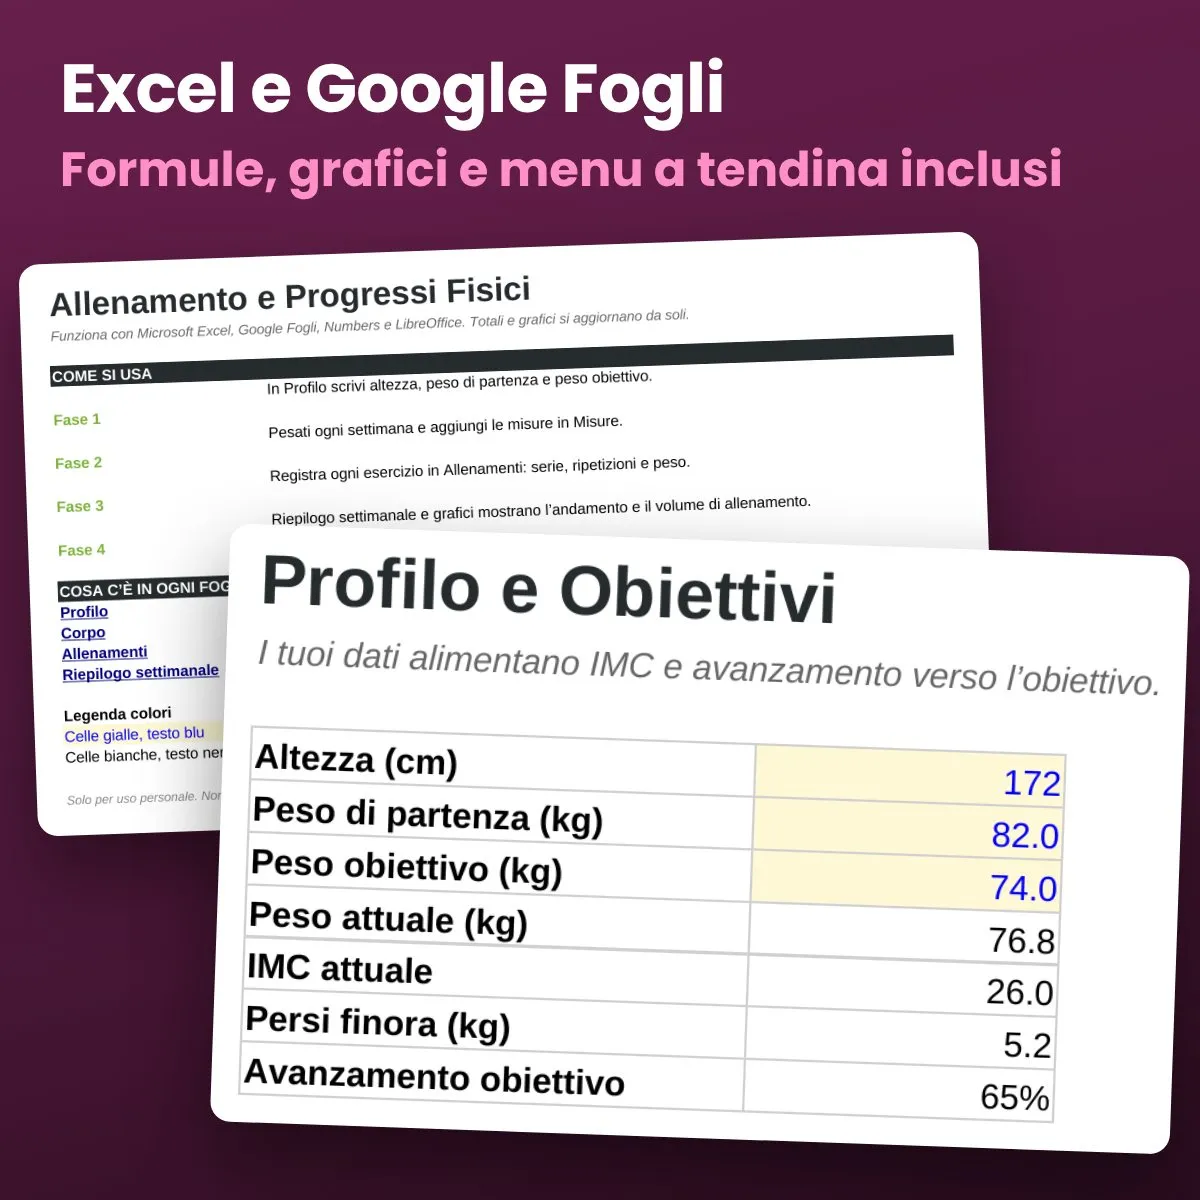 Excel e Google Fogli
Formule, grafici e menu a tendina inclusi
Allenamento e Progressi Fisici
Funziona con Microsoft Excel, Google Fogli, Numbers e LibreOffice. Totali e grafici si aggiornano da soli.
COME SI USA
In Profilo scrivi altezza, peso di partenza e peso obiettivo.
Fase 1
Pesati ogni settimana e aggiungi le misure in Misure.
Fase 2
Registra ogni esercizio in Allenamenti: serie, ripetizioni e peso.
Fase 3
Riepilogo settimanale e grafici mostrano l’andamento e il volume di allenamento.
Fase 4
COSA C’È IN OGNI
Profilo
Corpo
Allenamenti
Riepilogo settimanale
Legenda colori
Celle gialle, testo blu
Celle bianche, testo
Solo per uso personale.
Profilo e Obiettivi
I tuoi dati alimentano IMC e avanzamento verso l’obiettivo.
Altezza (cm) 172
Peso di partenza (kg) 82.0
Peso obiettivo (kg) 74.0
Peso attuale (kg) 76.8
IMC attuale 26.0
Persi finora (kg) 5.2
Avanzamento obiettivo 65%